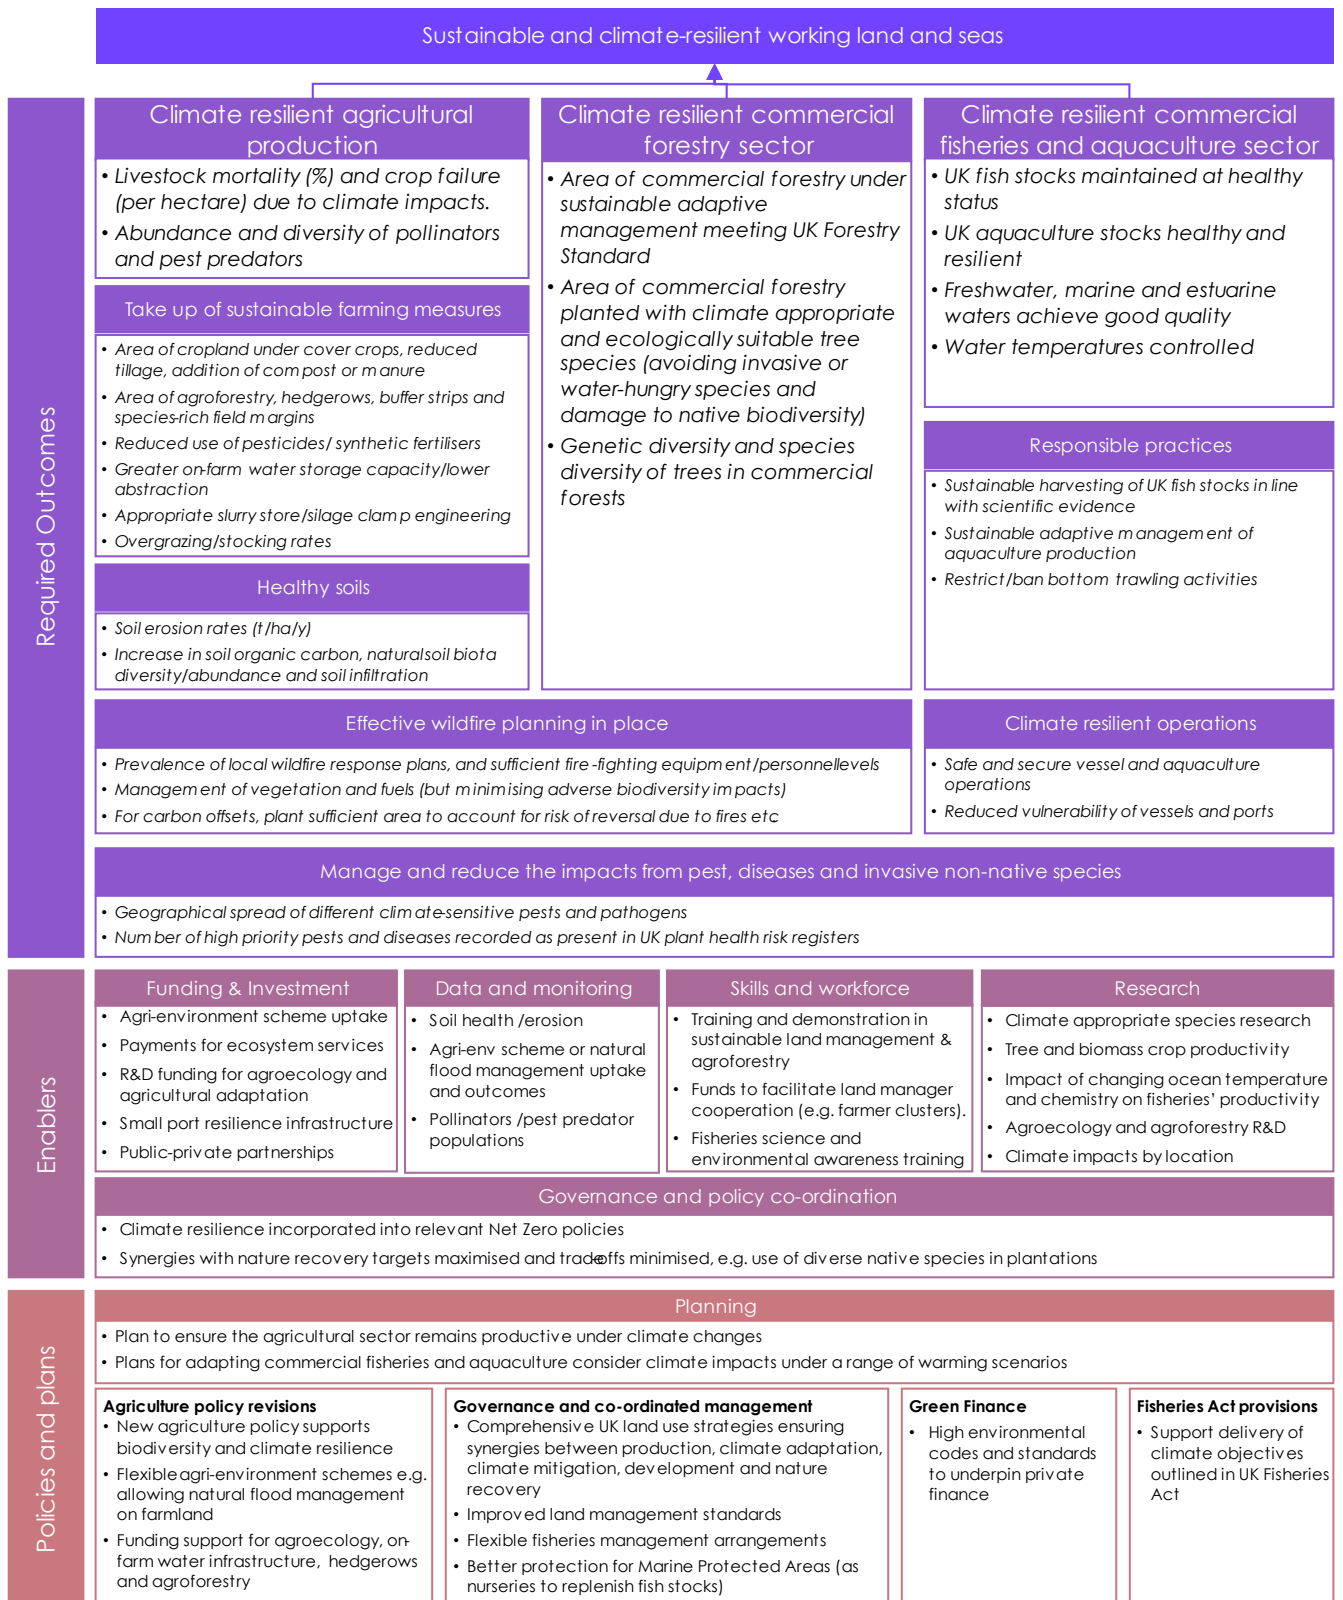 Sustainable and climate-resilient working land and seas
Required Outcomes
Climate resilient agricultural
production
• Livestock mortality (%) and crop failure
(per hectare) due to climate impacts.
• Abundance and diversity of pollinators
and pest predators
Take up of sustainable farming measures
• Area of cropland under cover crops, reduced
tillage, addition of compost or manure
• Area of agroforestry, hedgerows, buffer strips and
species-rich field margins
• Reduced use of pesticides/ synthetic fertilisers
• Greater on-farm water storage capacity/lower
abstraction
• Appropriate slurry store/silage clamp engineering
• Overgrazing/stocking rates
Healthy soils
• Soil erosion rates (t/ha/y)
• Increase in soil organic carbon, natural soil biota
diversity/abundance and soil infiltration
Climate resilient commercial
forestry sector
• Area of commercial forestry under
sustainable adaptive
management meeting UK Forestry
Standard
• Area of commercial forestry
planted with climate appropriate
and ecologically suitable tree
species (avoiding invasive or
water-hungry species and
damage to native biodiversity)
• Genetic diversity and species
diversity of trees in commercial
forests
Climate resilient commercial
fisheries and aquaculture sector
• UK fish stocks maintained at healthy
status
• UK aquaculture stocks healthy and
resilient
• Freshwater, marine and estuarine
waters achieve good quality
• Water temperatures controlled
Responsible practices
• Sustainable harvesting of UK fish stocks in line
with scientific evidence
• Sustainable adaptive management of
aquaculture production
• Restrict/ban bottom trawling activities
Effective wildfire planning in place
• Prevalence of local wildfire response plans, and sufficient fire-fighting equipment/personnel levels
• Management of vegetation and fuels (but minimising adverse biodiversity impacts)
• For carbon offsets, plant sufficient area to account for risk of reversal due to fires etc.
Climate resilient operations
• Safe and secure vessel and aquaculture
operations
• Reduced vulnerability of vessels and ports
Manage and reduce the impacts from pest, diseases and invasive non-native species
• Geographical spread of different climate-sensitive pests and pathogens
• Number of high priority pests and diseases recorded as present in UK plant health risk registers
Enablers
Funding & Investment
• Agri-environment scheme uptake
• Payments for ecosystem services
• R&D funding for agroecology and
agricultural adaptation
• Small port resilience infrastructure
• Public-private partnerships
Data and monitoring
• Soil health /erosion
• Agri-env scheme or natural
flood management uptake
and outcomes
• Pollinators /pest predator
populations
Skills and workforce
• Training and demonstration in
sustainable land management &
agroforestry
• Funds to facilitate land manager
cooperation (e.g. farmer clusters).
• Fisheries science and
environmental awareness training
Research
• Climate appropriate species research
• Tree and biomass crop productivity
• Impact of changing ocean temperature
and chemistry on fisheries' productivity
• Agroecology and agroforestry R&D
• Climate impacts by location
Governance and policy co-ordination
• Climate resilience incorporated into relevant Net Zero policies
• Synergies with nature recovery targets maximised and trade-offs minimised, e.g. use of diverse native species in plantations
Policies and plans
Planning
• Plan to ensure the agricultural sector remains productive under climate changes
• Plans for adapting commercial fisheries and aquaculture consider climate impacts under a range of warming scenarios
Agriculture policy revisions
• New agriculture policy supports
biodiversity and climate resilience
• Flexible agri-environment schemes e.g.
allowing natural flood management
on farmland
• Funding support for agroecology, on-
farm water infrastructure, hedgerows
and agroforestry
Governance and co-ordinated management
• Comprehensive UK land use strategies ensuring
synergies between production, climate adaptation,
climate mitigation, development and nature
recovery
• Improved land management standards
• Flexible fisheries management arrangements
• Better protection for Marine Protected Areas (as
nurseries to replenish fish stocks)
Green Finance
• High environmental
codes and standards
to underpin private
finance
Fisheries Act provisions
• Support delivery of
climate objectives
outlined in UK Fisheries
Act